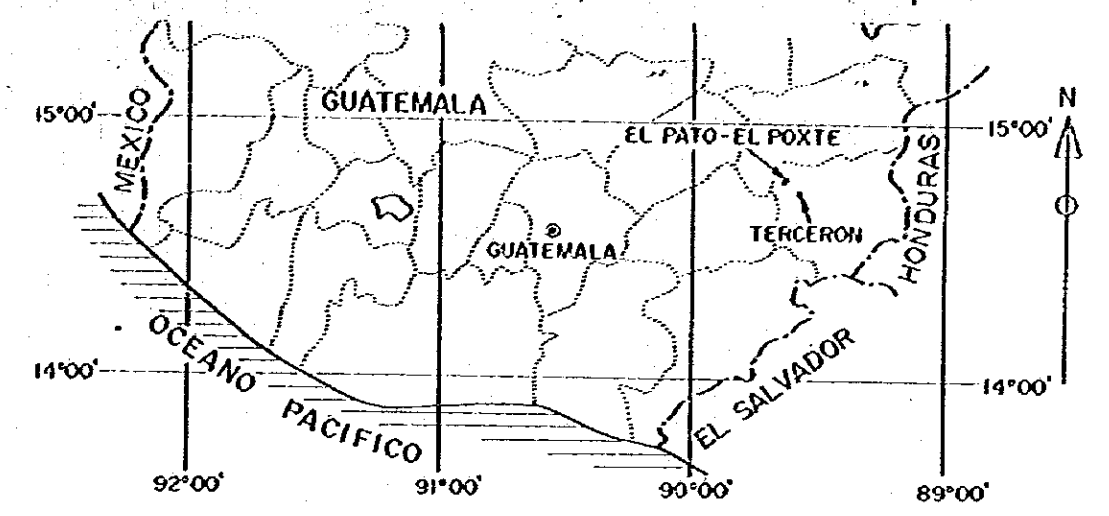 GUATEMALA
N
15°00'
MEXICO
EL PATO-EL POXTE
15°00'
HONDURAS
TERCERON
GUATEMALA
OCEANO PACIFICO
14°00'
EL SALVADOR
14°00'
92°00'
91°00'
90°00'
89°00'